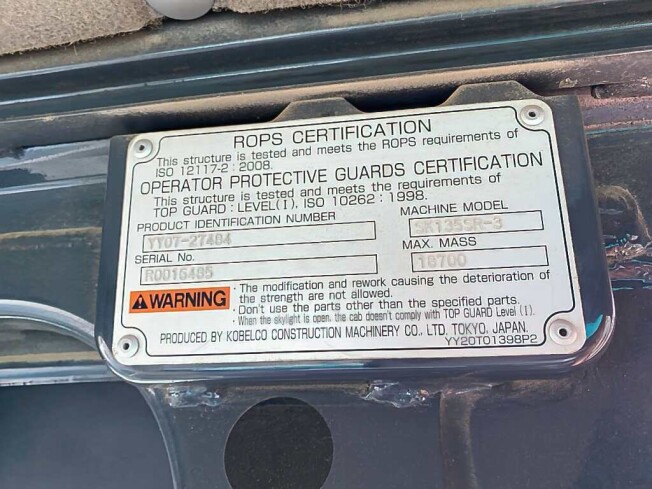 ROPS CERTIFICATION
This structure is tested and meets the ROPS requirements of
ISO 12117-2 : 2008.
OPERATOR PROTECTIVE GUARDS CERTIFICATION
This structure is tested and meets the requirements of
TOP GUARD : LEVEL(I), ISO 10262 : 1998.
PRODUCT IDENTIFICATION NUMBER
YY07-27484
MACHINE MODEL
SK135SR-3
SERIAL No.
R0016485
MAX. MASS
18700
WARNING
· The modification and rework causing the deterioration of
the strength are not allowed.
· Don't use the parts other than the specified parts.
· When the skylight is open, the cab doesn't comply with TOP GUARD Level (I).
PRODUCED BY KOBELCO CONSTRUCTION MACHINERY CO., LTD. TOKYO, JAPAN.
YY20T01398P2